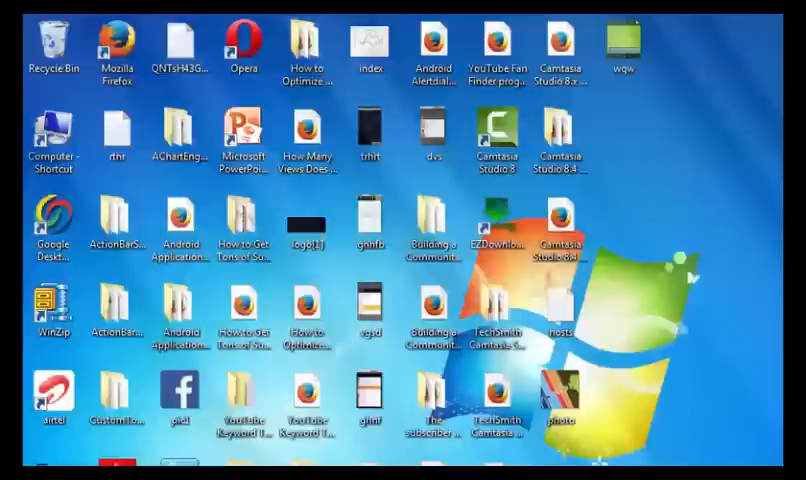 Recycle Bin
Mozilla
Firefox
QNTsH43G...
Opera
How to
Optimize ...
index
Android
Alertdial...
YouTube Fan
Finder prog...
Camtasia
Studio 8.x ...
wqw
Computer -
Shortcut
rthr
AChartEng...
Microsoft
PowerPoi...
How Many
Views Does ...
trhrt
dvs
Camtasia
Studio 8
Camtasia
Studio 8.4 ...
Google
Deskt...
ActionBarS...
Android
Application...
How to Get
Tons of Su...
logo[1]
ghhfb
Building a
Communit...
EZDownlo...
Camtasia
Studio 8.4 ...
WinZip
ActionBar...
Android
Application...
How to Get
Tons of Su...
How to
Optimize...
vgsd
Building a
Communit...
TechSmith
Camtasia S...
hosts
airtel
CustomTo...
YouTube
Keyword T...
YouTube
Keyword T...
The
subscriber ...
TechSmith
Camtasia ...
photo